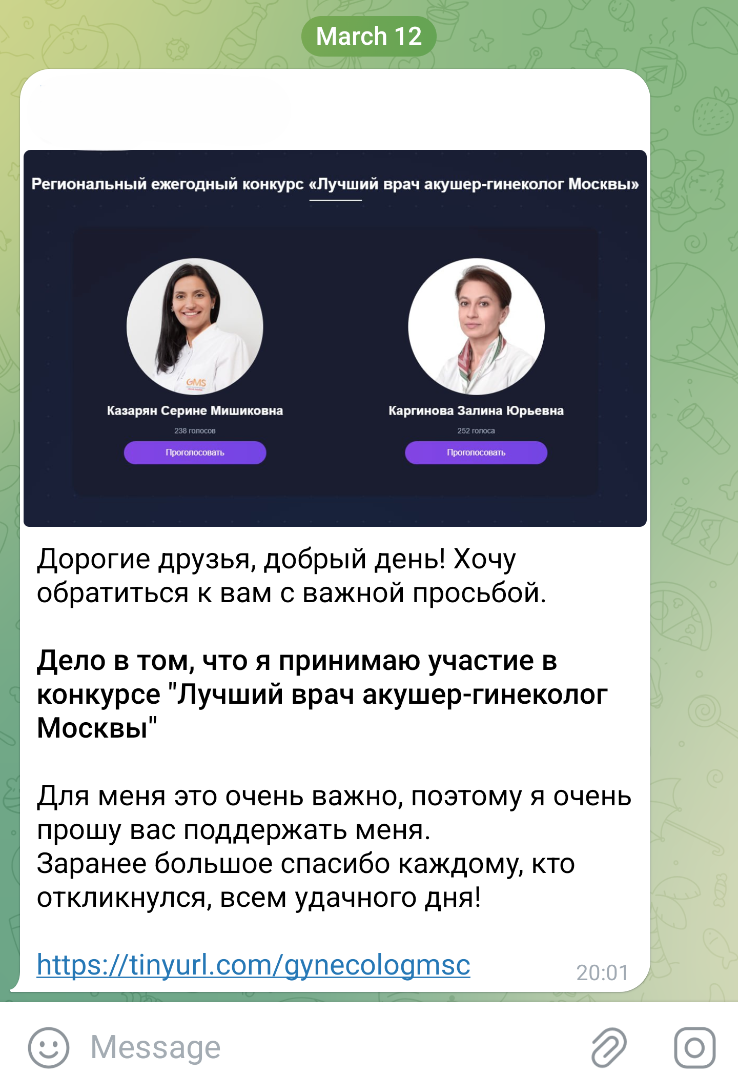 March 12
Региональный ежегодный конкурс «Лучший врач акушер-гинеколог Москвы»
GMS
Казарян Серине Мишиковна
238 голосов
Проголосовать
Каргинова Залина Юрьевна
252 голоса
Проголосовать
Дорогие друзья, добрый день! Хочу
обратиться к вам с важной просьбой.
Дело в том, что я принимаю участие в
конкурсе "Лучший врач акушер-гинеколог
Москвы"
Для меня это очень важно, поэтому я очень
прошу вас поддержать меня.
Заранее большое спасибо каждому, кто
откликнулся, всем удачного дня!
https://tinyurl.com/gynecologmsc
20:01
Message